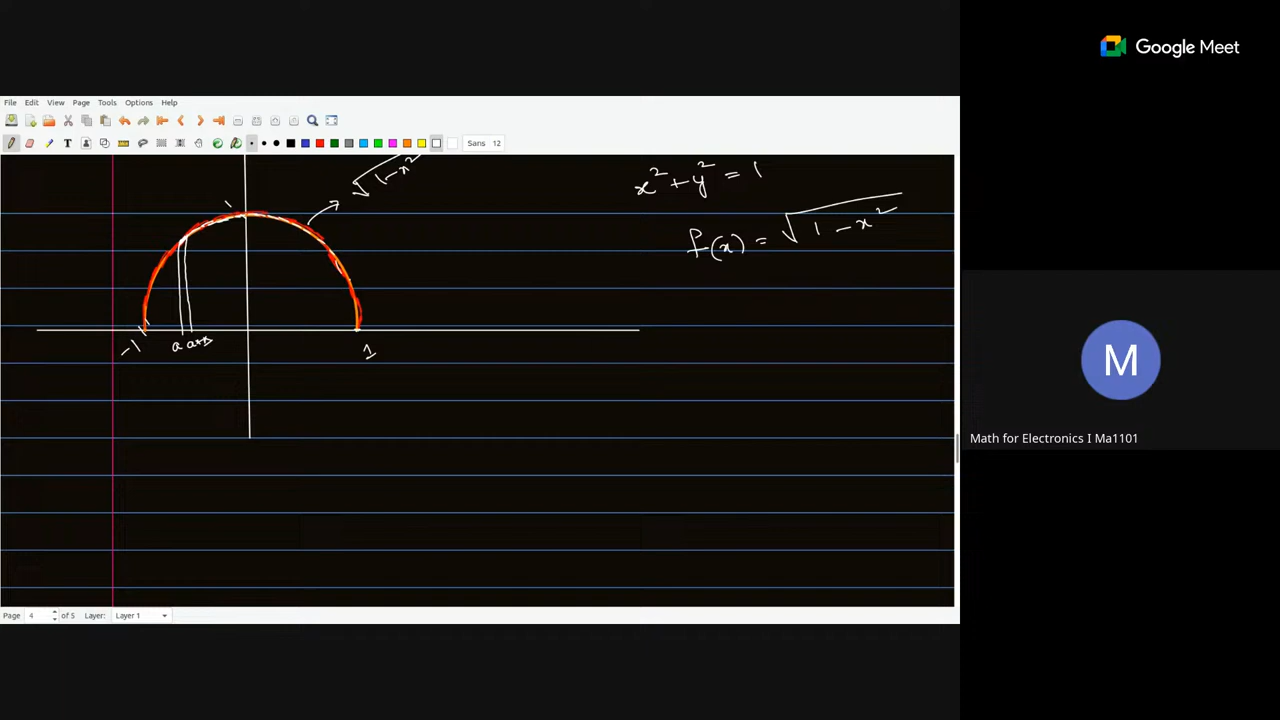 Google Meet
File Edit View Page Tools Options Help
Sans 12
√1-x²
x² + y² = 1
f(x) = √1-x²
1
-1 a 1
M
Math for Electronics I Ma1101
Page 4 of 5 Layer: Layer 1